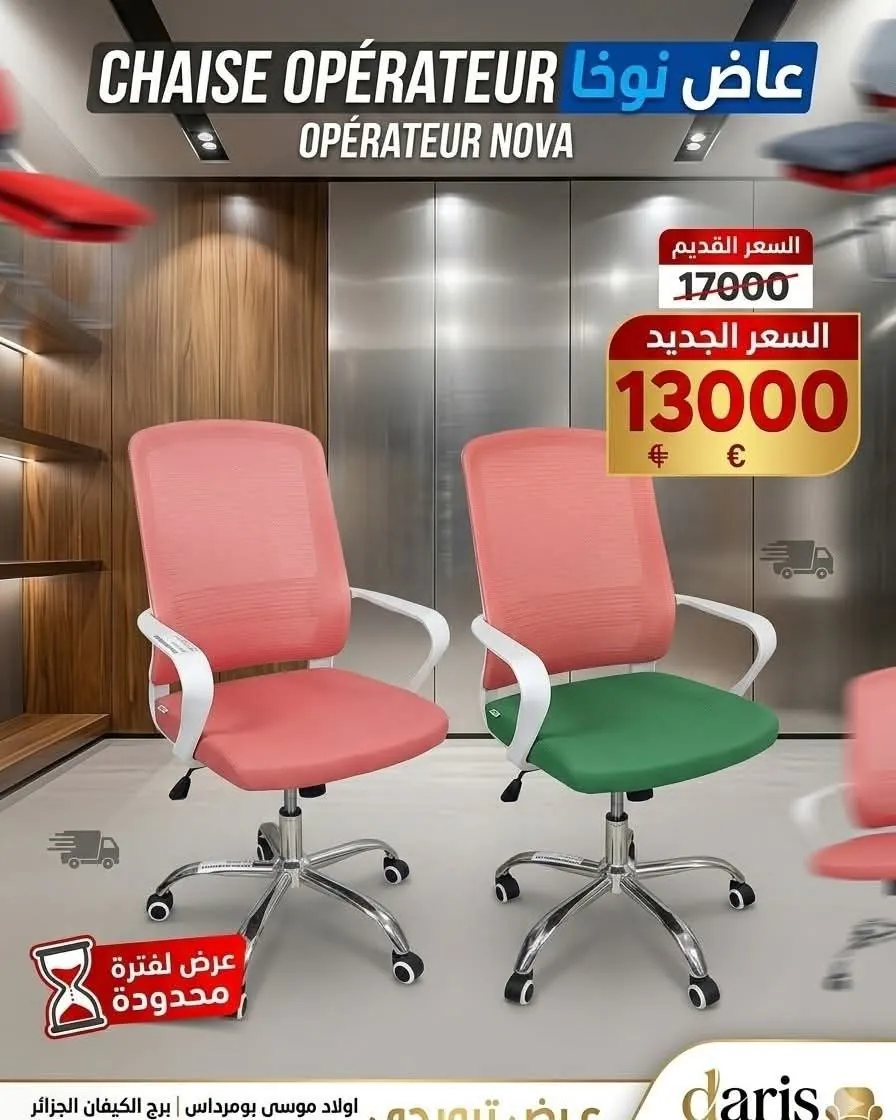 CHAISE OPÉRATEUR عاض نوخا
OPÉRATEUR NOVA
السعر القديم
17000
السعر الجديد
13000
€
عرض لفترة
محدودة
اولاد موسى بومرداس | برج الكيفان الجزائر
daris